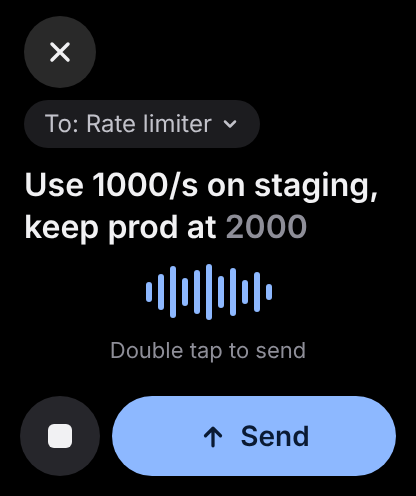 To: Rate limiter
Use 1000/s on staging,
keep prod at 2000
Double tap to send
Send